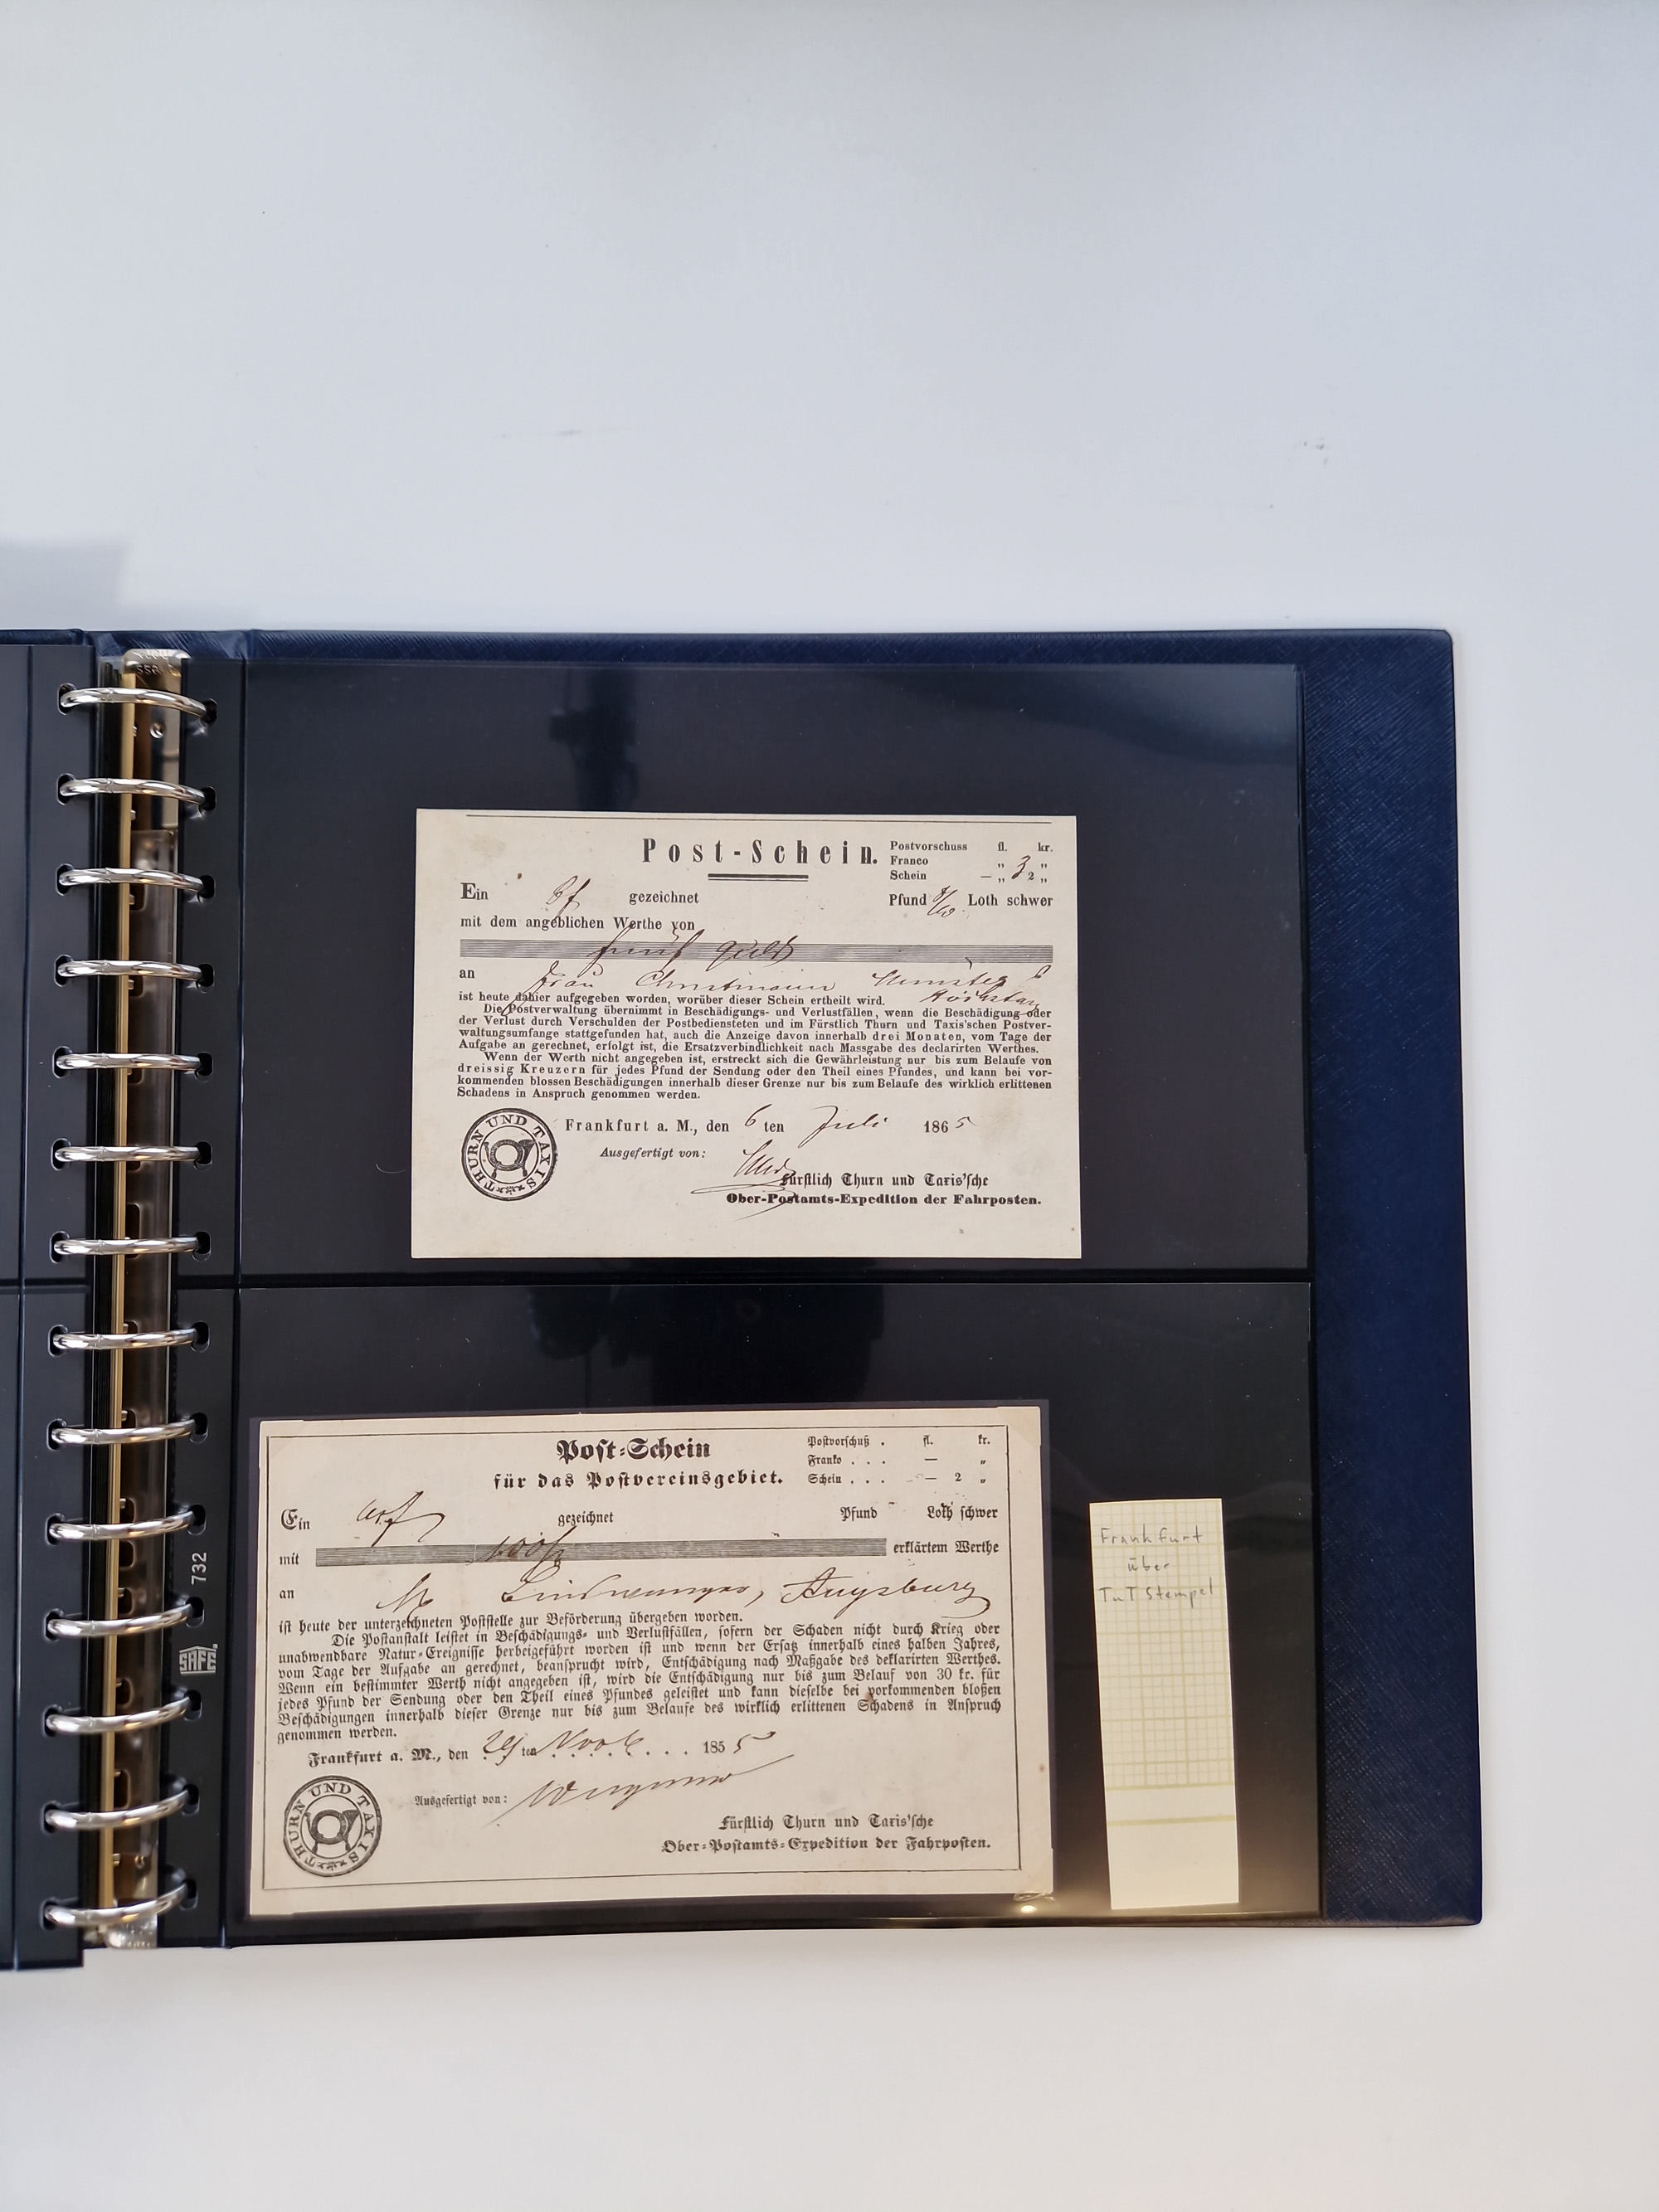 Post-Schein.
Postvorschuss fl. kr.
Franco „ 3 „
Schein — „ 2 „
Ein gezeichnet Pfund Loth schwer
mit dem angeblichen Werthe von
fünf
an Frau Christmann Münster
ist heute dahier aufgegeben worden, worüber dieser Schein ertheilt wird.
Die Postverwaltung übernimmt in Beschädigungs- und Verlustfällen, wenn die Beschädigung oder
der Verlust durch Verschulden der Postbediensteten und im Fürstlich Thurn und Taxis'schen Postver-
waltungsumfange stattgefunden hat, auch die Anzeige davon innerhalb drei Monaten, vom Tage der
Aufgabe an gerechnet, erfolgt ist, die Ersatzverbindlichkeit nach Massgabe des declarirten Werthes.
Wenn der Werth nicht angegeben ist, erstreckt sich die Gewährleistung nur bis zum Belaufe von
dreissig Kreuzern für jedes Pfund der Sendung oder den Theil eines Pfundes, und kann bei vor-
kommenden blossen Beschädigungen innerhalb dieser Grenze nur bis zum Belaufe des wirklich erlittenen
Schadens in Anspruch genommen werden.
Frankfurt a. M., den 6 ten Juli 1865
Ausgefertigt von:
THURN UND TAXIS
Fürstlich Thurn und Taxis'sche
Ober-Postamts-Expedition der Fahrposten.
Post-Schein
für das Postvereinsgebiet.
Postvorschuß . fl. kr.
Franko . . . — „
Schein . . . — 2 „
Ein gezeichnet Pfund Loth schwer
mit erklärtem Werthe
an Augsburg
ist heute der unterzeichneten Poststelle zur Beförderung übergeben worden.
Die Postanstalt leistet in Beschädigungs- und Verlustfällen, sofern der Schaden nicht durch Krieg oder
unabwendbare Natur-Ereignisse herbeigeführt worden ist und wenn der Ersatz innerhalb eines halben Jahres,
vom Tage der Aufgabe an gerechnet, beansprucht wird, Entschädigung nach Maßgabe des deklarirten Werthes.
Wenn ein bestimmter Werth nicht angegeben ist, wird die Entschädigung nur bis zum Belauf von 30 kr. für
jedes Pfund der Sendung oder den Theil eines Pfundes geleistet und kann dieselbe bei vorkommenden bloßen
Beschädigungen innerhalb dieser Grenze nur bis zum Belaufe des wirklich erlittenen Schadens in Anspruch
genommen werden.
Frankfurt a. M., den ten 1855
Ausgefertigt von:
THURN UND TAXIS
Fürstlich Thurn und Taxis'sche
Ober-Postamts-Expedition der Fahrposten.
Frankfurt
über
TuT Stempel
732
SAFE